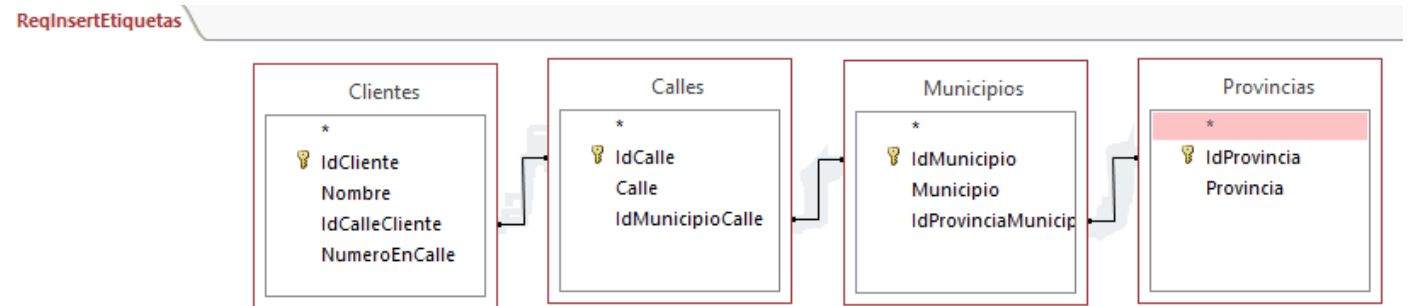 ReqInsertEtiquetas
Clientes
*
IdCliente
Nombre
IdCalleCliente
NumeroEnCalle
Calles
*
IdCalle
Calle
IdMunicipioCalle
Municipios
*
IdMunicipio
Municipio
IdProvinciaMunicip
Provincias
*
IdProvincia
Provincia